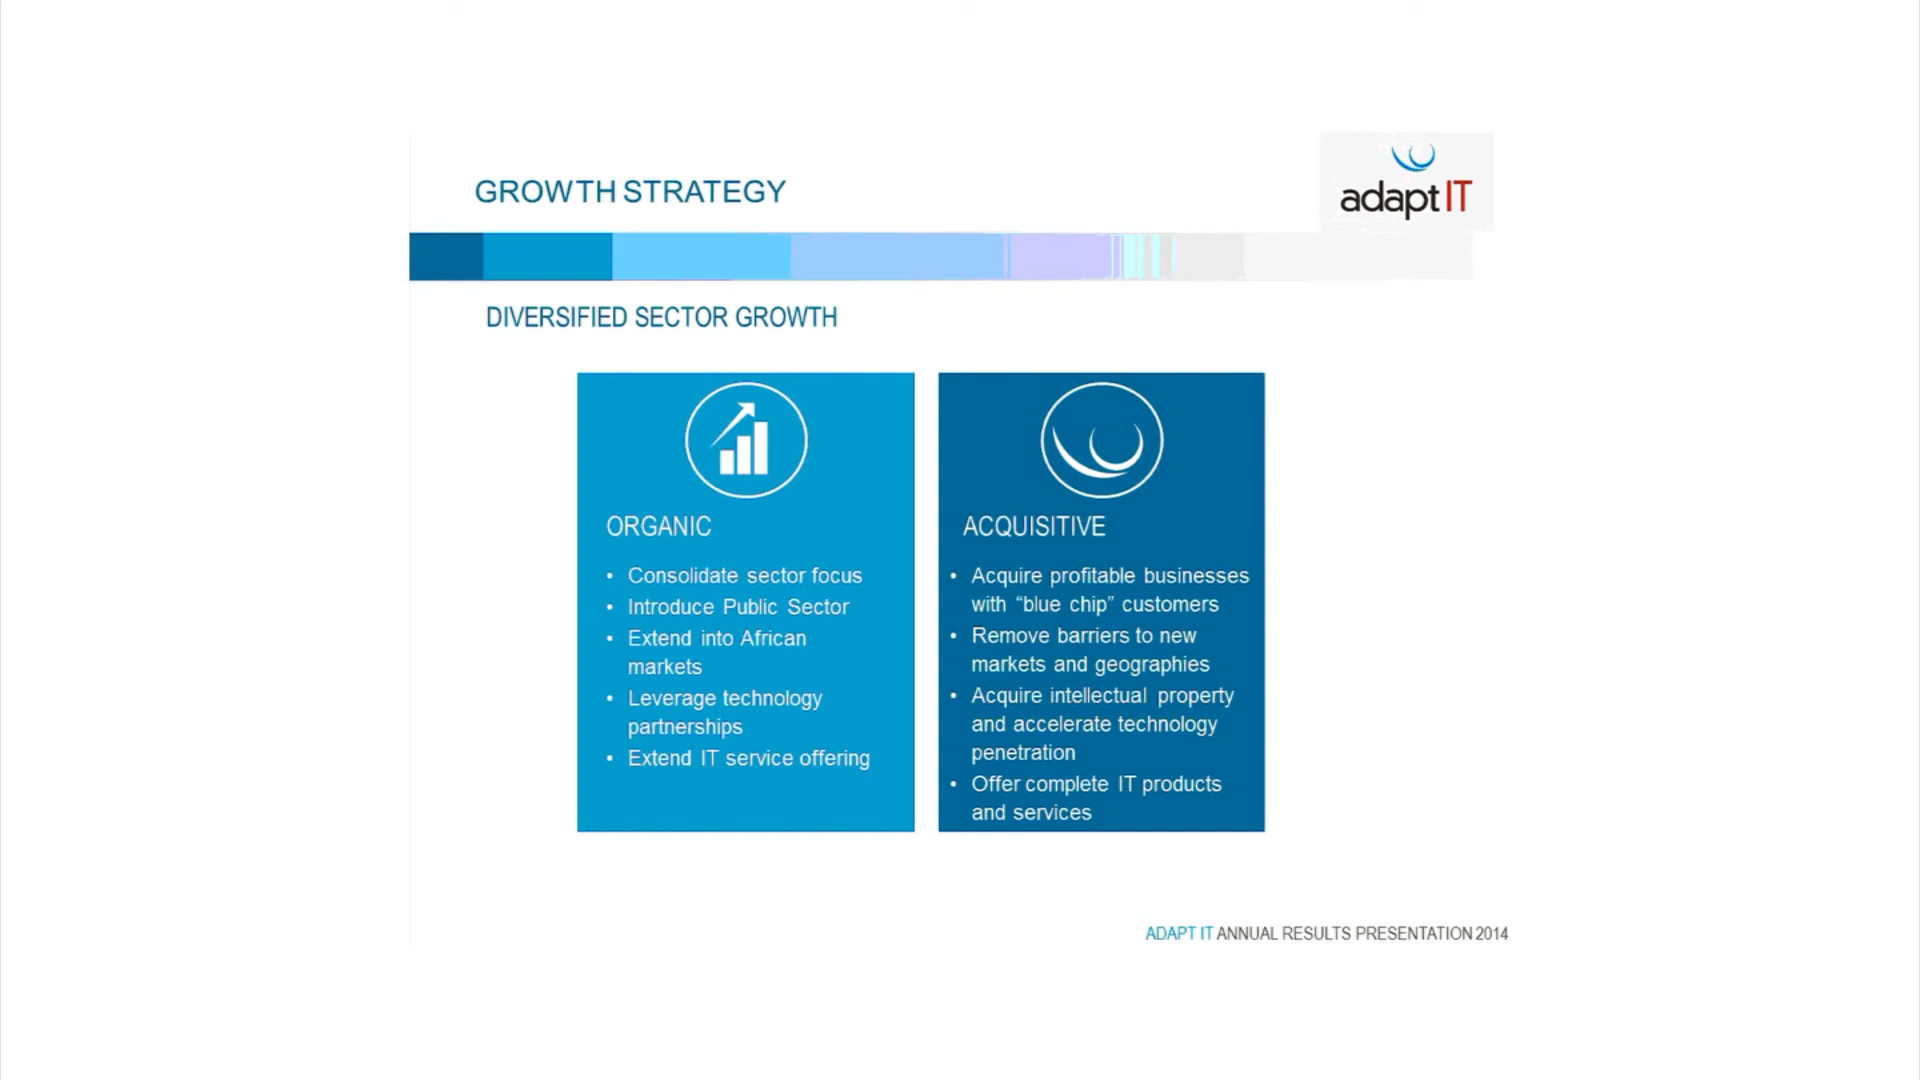 GROWTH STRATEGY
adaptIT
DIVERSIFIED SECTOR GROWTH
ORGANIC
• Consolidate sector focus
• Introduce Public Sector
• Extend into African
markets
• Leverage technology
partnerships
• Extend IT service offering
ACQUISITIVE
• Acquire profitable businesses
with “blue chip” customers
• Remove barriers to new
markets and geographies
• Acquire intellectual property
and accelerate technology
penetration
• Offer complete IT products
and services
ADAPT IT ANNUAL RESULTS PRESENTATION 2014